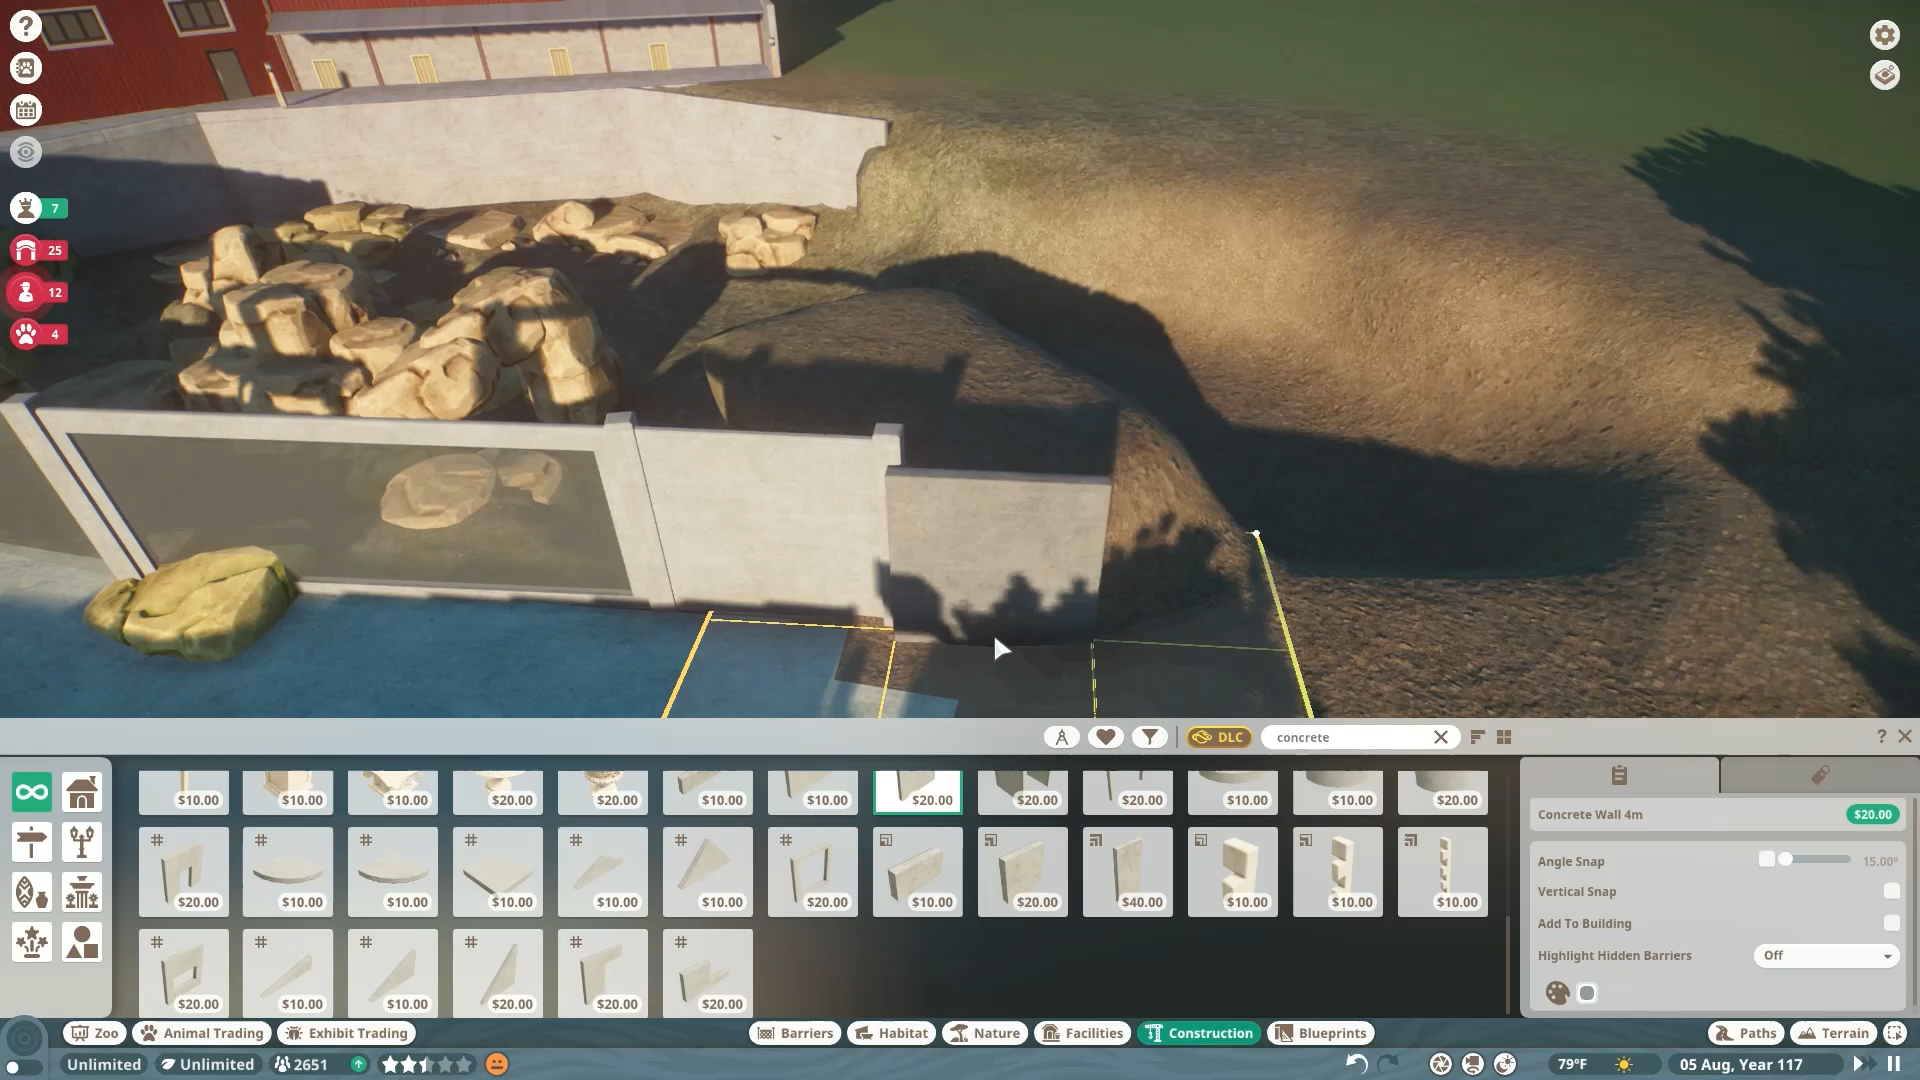 ?
7
25
12
4
DLC
concrete
?
$10.00 $10.00 $10.00 $20.00 $20.00 $10.00 $10.00 $20.00 $20.00 $20.00 $10.00 $10.00 $20.00
$20.00 $10.00 $10.00 $10.00 $10.00 $10.00 $20.00 $10.00 $20.00 $40.00 $10.00 $10.00 $10.00
$20.00 $10.00 $10.00 $20.00 $20.00 $20.00
Concrete Wall 4m $20.00
Angle Snap 15.00°
Vertical Snap
Add To Building
Highlight Hidden Barriers Off
Zoo Animal Trading Exhibit Trading Barriers Habitat Nature Facilities Construction Blueprints Paths Terrain
Unlimited Unlimited 2651 79°F 05 Aug, Year 117